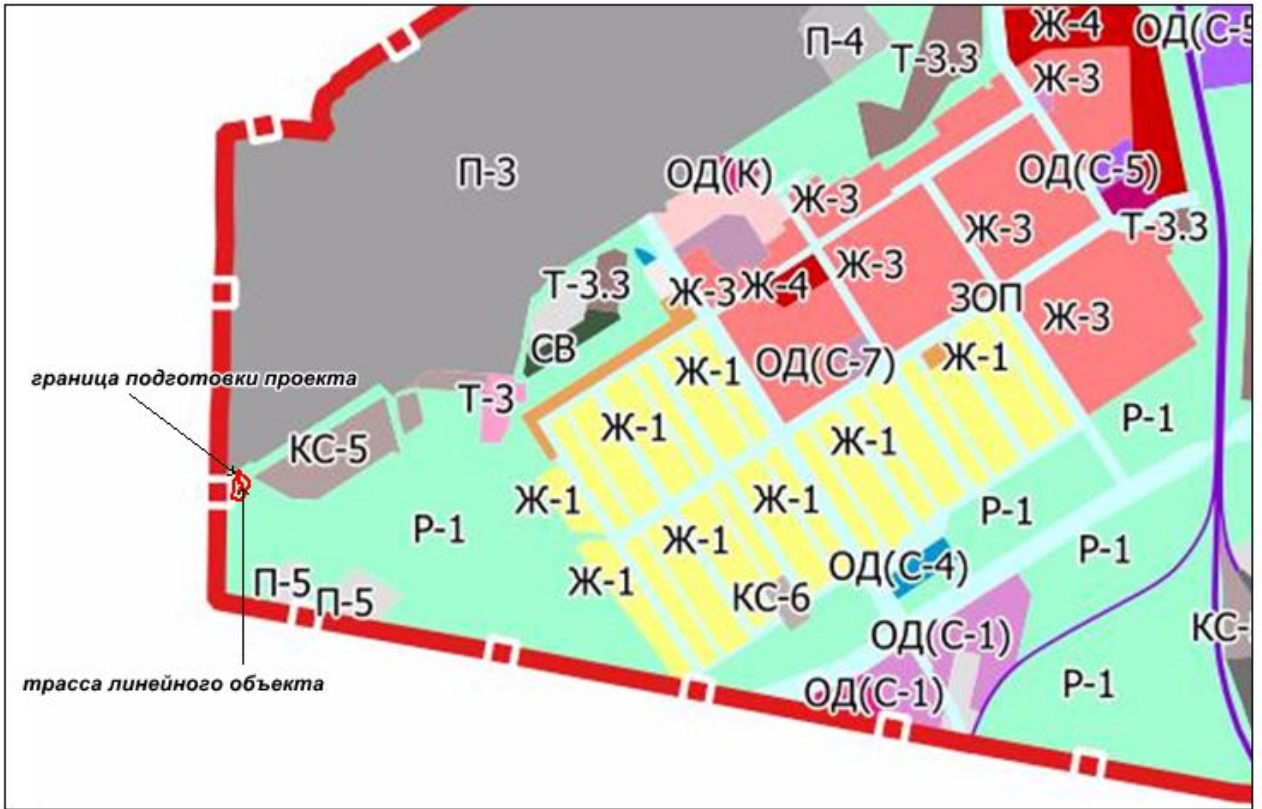 Ж-4
ОД(С-5
П-4
Т-3.3
Ж-3
П-3
ОД(К)
ОД(С-5)
Ж-3
Т-3.3
Ж-3
Ж-3
Т-3.3
Ж-3
Ж-4
ЗОП
Ж-3
СВ
ОД(С-7)
Ж-1
Ж-1
граница подготовки проекта
Т-3
Р-1
Ж-1
Ж-1
КС-5
Ж-1
Ж-1
Р-1
Р-1
Ж-1
Р-1
П-5
П-5
Ж-1
КС-6
ОД(С-4)
КС-
ОД(С-1)
трасса линейного объекта
ОД(С-1)
Р-1